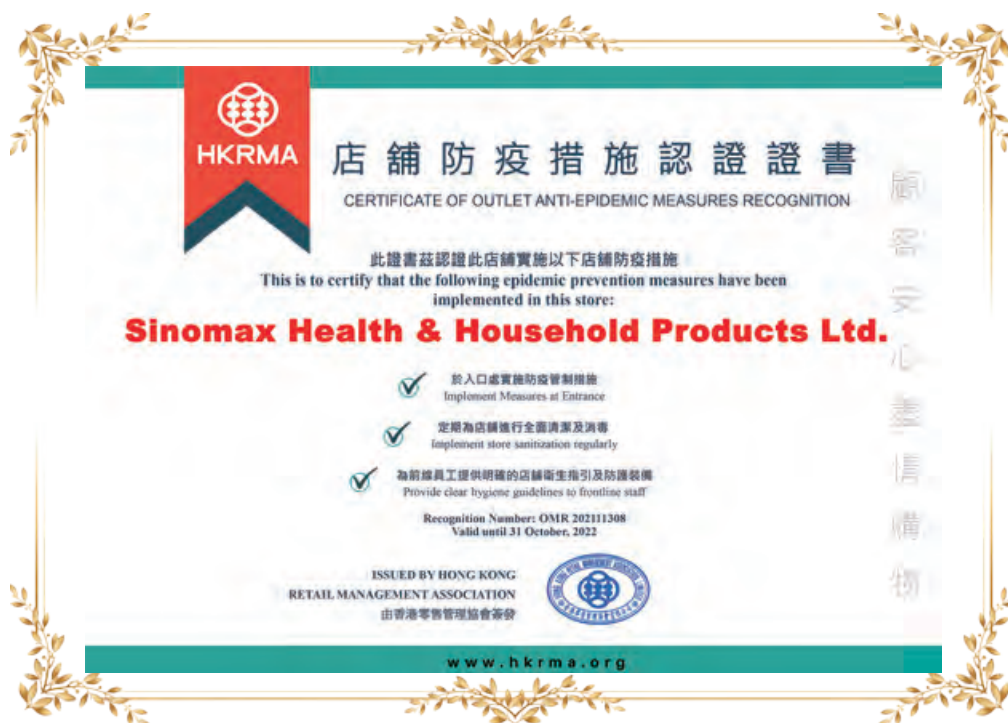 HKRMA
店舖防疫措施認證證書
CERTIFICATE OF OUTLET ANTI-EPIDEMIC MEASURES RECOGNITION
此證書茲認證此店舖實施以下店舖防疫措施
This is to certify that the following epidemic prevention measures have been
implemented in this store:
Sinomax Health & Household Products Ltd.
於入口處實施防疫管制措施
Implement Measures at Entrance
定期為店舖進行全面清潔及消毒
Implement store sanitization regularly
為前線員工提供明確的店舖衛生指引及防護裝備
Provide clear hygiene guidelines to frontline staff
Recognition Number: OMR 202111308
Valid until 31 October, 2022
ISSUED BY HONG KONG
RETAIL MANAGEMENT ASSOCIATION
由香港零售管理協會簽發
www.hkrma.org
顧客安心
信購物